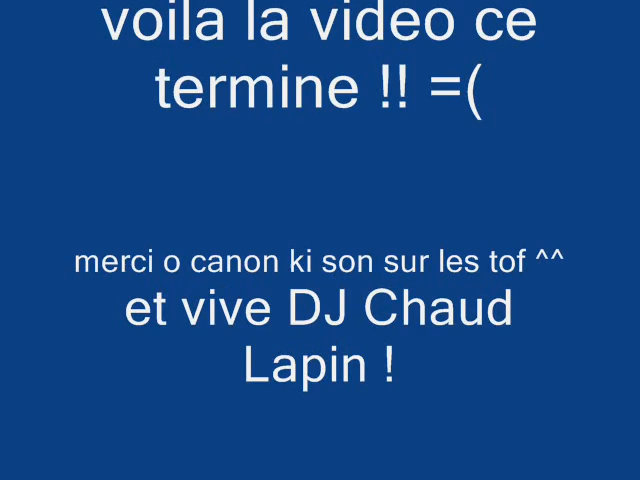 voila la video ce
termine !! =(
merci o canon ki son sur les tof ^^
et vive DJ Chaud
Lapin !